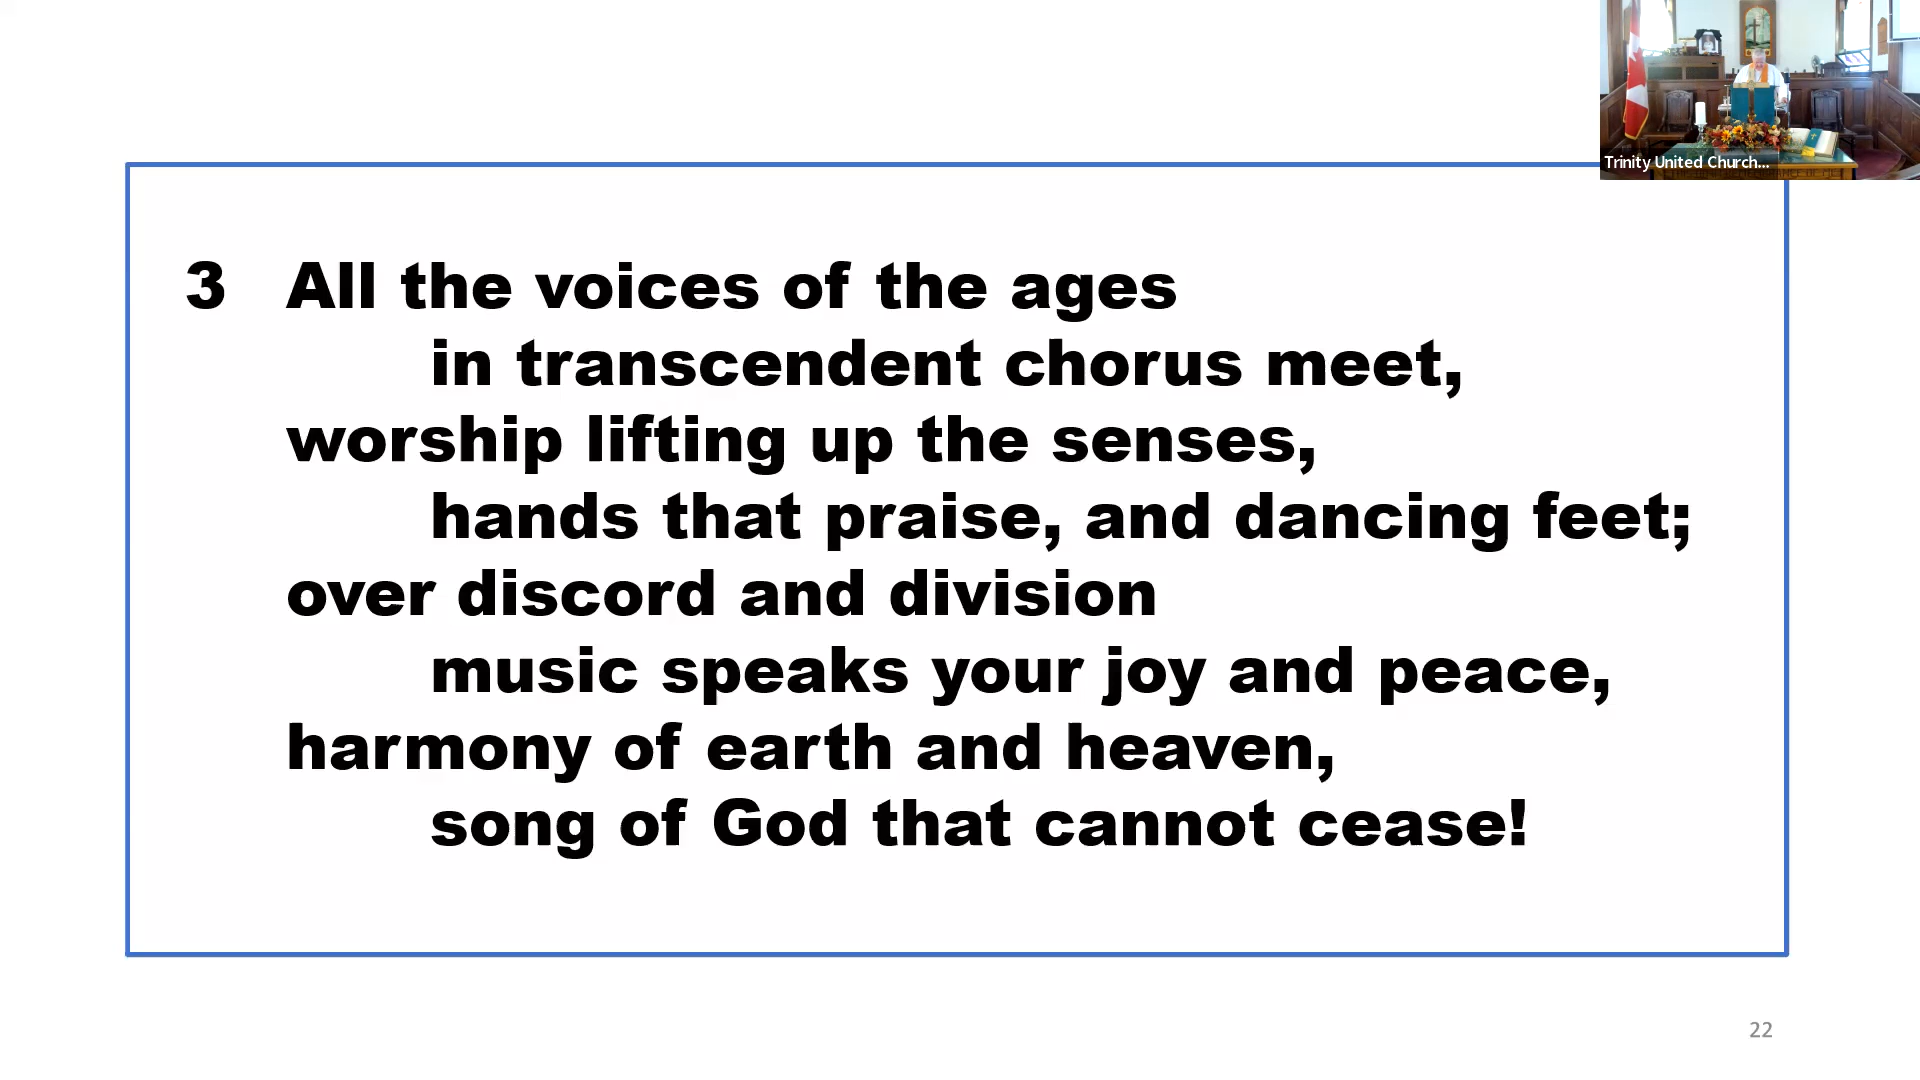 Trinity United Church...
3 All the voices of the ages
in transcendent chorus meet,
worship lifting up the senses,
hands that praise, and dancing feet;
over discord and division
music speaks your joy and peace,
harmony of earth and heaven,
song of God that cannot cease!
22